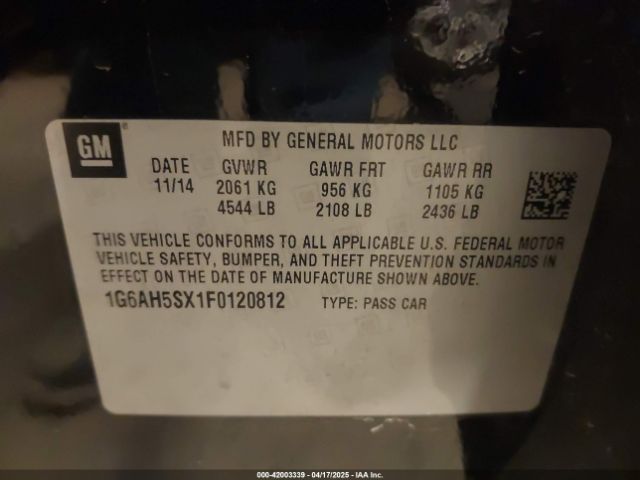 GM®
MFD BY GENERAL MOTORS LLC
DATE GVWR GAWR FRT GAWR RR
11/14 2061 KG 956 KG 1105 KG
4544 LB 2108 LB 2436 LB
THIS VEHICLE CONFORMS TO ALL APPLICABLE U.S. FEDERAL MOTOR
VEHICLE SAFETY, BUMPER, AND THEFT PREVENTION STANDARDS IN
EFFECT ON THE DATE OF MANUFACTURE SHOWN ABOVE.
1G6AH5SX1F0120812 TYPE: PASS CAR
000-42003339 - 04/17/2025 - IAA Inc.